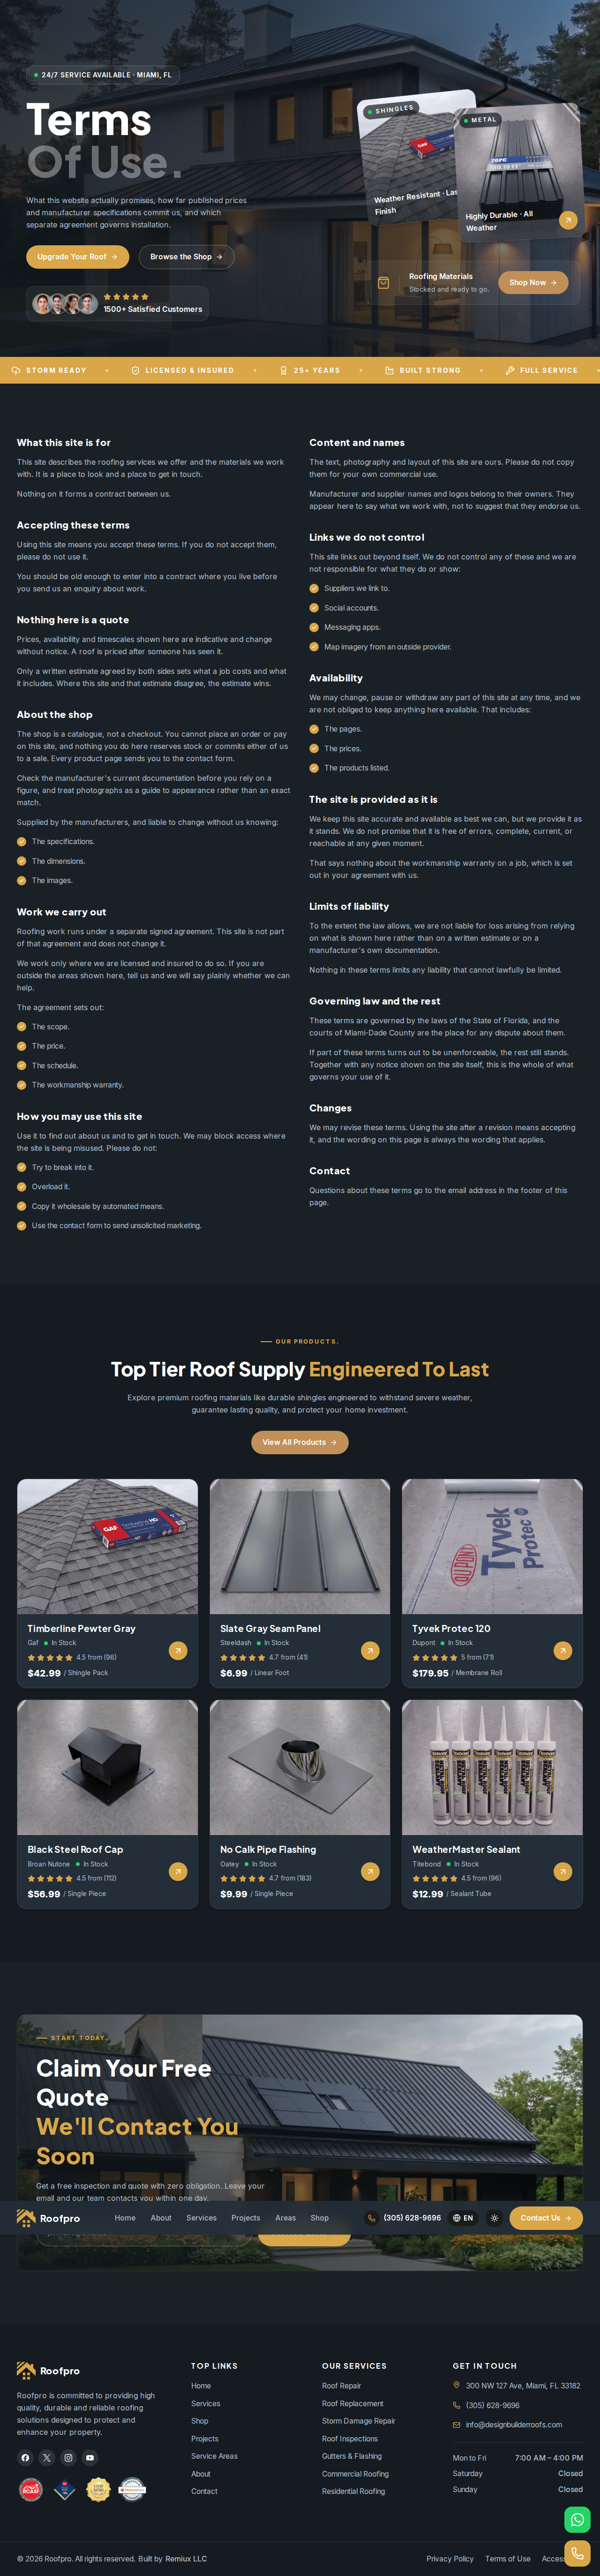 24/7 SERVICE AVAILABLE · MIAMI, FL
Terms
Of Use.
What this website actually promises, how far published prices
and manufacturer specifications commit us, and which
separate agreement governs installation.
Upgrade Your Roof
Browse the Shop
1500+ Satisfied Customers
SHINGLES
GAF
Weather Resistant · Las
Finish
METAL
Highly Durable · All
Weather
Roofing Materials
Stocked and ready to go.
Shop Now
STORM READY
LICENSED & INSURED
25+ YEARS
BUILT STRONG
FULL SERVICE
What this site is for
This site describes the roofing services we offer and the materials we work
with. It is a place to look and a place to get in touch.
Nothing on it forms a contract between us.
Accepting these terms
Using this site means you accept these terms. If you do not accept them,
please do not use it.
You should be old enough to enter into a contract where you live before
you send us an enquiry about work.
Nothing here is a quote
Prices, availability and timescales shown here are indicative and change
without notice. A roof is priced after someone has seen it.
Only a written estimate agreed by both sides sets what a job costs and what
it includes. Where this site and that estimate disagree, the estimate wins.
About the shop
The shop is a catalogue, not a checkout. You cannot place an order or pay
on this site, and nothing you do here reserves stock or commits either of us
to a sale. Every product page sends you to the contact form.
Check the manufacturer's current documentation before you rely on a
figure, and treat photographs as a guide to appearance rather than an exact
match.
Supplied by the manufacturers, and liable to change without us knowing:
The specifications.
The dimensions.
The images.
Work we carry out
Roofing work runs under a separate signed agreement. This site is not part
of that agreement and does not change it.
We work only where we are licensed and insured to do so. If you are
outside the areas shown here, tell us and we will say plainly whether we can
help.
The agreement sets out:
The scope.
The price.
The schedule.
The workmanship warranty.
How you may use this site
Use it to find out about us and to get in touch. We may block access where
the site is being misused. Please do not:
Try to break into it.
Overload it.
Copy it wholesale by automated means.
Use the contact form to send unsolicited marketing.
Content and names
The text, photography and layout of this site are ours. Please do not copy
them for your own commercial use.
Manufacturer and supplier names and logos belong to their owners. They
appear here to say what we work with, not to suggest that they endorse us.
Links we do not control
This site links out beyond itself. We do not control any of these and we are
not responsible for what they do or show:
Suppliers we link to.
Social accounts.
Messaging apps.
Map imagery from an outside provider.
Availability
We may change, pause or withdraw any part of this site at any time, and we
are not obliged to keep anything here available. That includes:
The pages.
The prices.
The products listed.
The site is provided as it is
We keep this site accurate and available as best we can, but we provide it as
it stands. We do not promise that it is free of errors, complete, current, or
reachable at any given moment.
That says nothing about the workmanship warranty on a job, which is set
out in your agreement with us.
Limits of liability
To the extent the law allows, we are not liable for loss arising from relying
on what is shown here rather than on a written estimate or on a
manufacturer's own documentation.
Nothing in these terms limits any liability that cannot lawfully be limited.
Governing law and the rest
These terms are governed by the laws of the State of Florida, and the
courts of Miami-Dade County are the place for any dispute about them.
If part of these terms turns out to be unenforceable, the rest still stands.
Together with any notice shown on the site itself, this is the whole of what
governs your use of it.
Changes
We may revise these terms. Using the site after a revision means accepting
it, and the wording on this page is always the wording that applies.
Contact
Questions about these terms go to the email address in the footer of this
page.
OUR PRODUCTS.
Top Tier Roof Supply Engineered To Last
Explore premium roofing materials like durable shingles engineered to withstand severe weather,
guarantee lasting quality, and protect your home investment.
View All Products
GAF Timberline HD
Timberline Pewter Gray
Gaf In Stock
4.5 from (96)
$42.99 / Shingle Pack
Slate Gray Seam Panel
Steeldash In Stock
4.7 from (41)
$6.99 / Linear Foot
DUPONT Tyvek Protec
Tyvek Protec 120
Dupont In Stock
5 from (71)
$179.95 / Membrane Roll
Black Steel Roof Cap
Broan Nutone In Stock
4.5 from (112)
$56.99 / Single Piece
No Calk Pipe Flashing
Oatey In Stock
4.7 from (183)
$9.99 / Single Piece
WeatherMaster Sealant
Titebond In Stock
4.5 from (96)
$12.99 / Sealant Tube
START TODAY.
Claim Your Free
Quote
We'll Contact You
Soon
Get a free inspection and quote with zero obligation. Leave your
email and our team contacts you within one day.
Roofpro
Home
About
Services
Projects
Areas
Shop
(305) 628-9696
EN
Contact Us
Roofpro
Roofpro is committed to providing high
quality, durable and reliable roofing
solutions designed to protect and
enhance your property.
TOP LINKS
Home
Services
Shop
Projects
Service Areas
About
Contact
OUR SERVICES
Roof Repair
Roof Replacement
Storm Damage Repair
Roof Inspections
Gutters & Flashing
Commercial Roofing
Residential Roofing
GET IN TOUCH
300 NW 127 Ave, Miami, FL 33182
(305) 628-9696
info@designbuilderroofs.com
Mon to Fri 7:00 AM – 4:00 PM
Saturday Closed
Sunday Closed
© 2026 Roofpro. All rights reserved. Built by Remiux LLC
Privacy Policy
Terms of Use